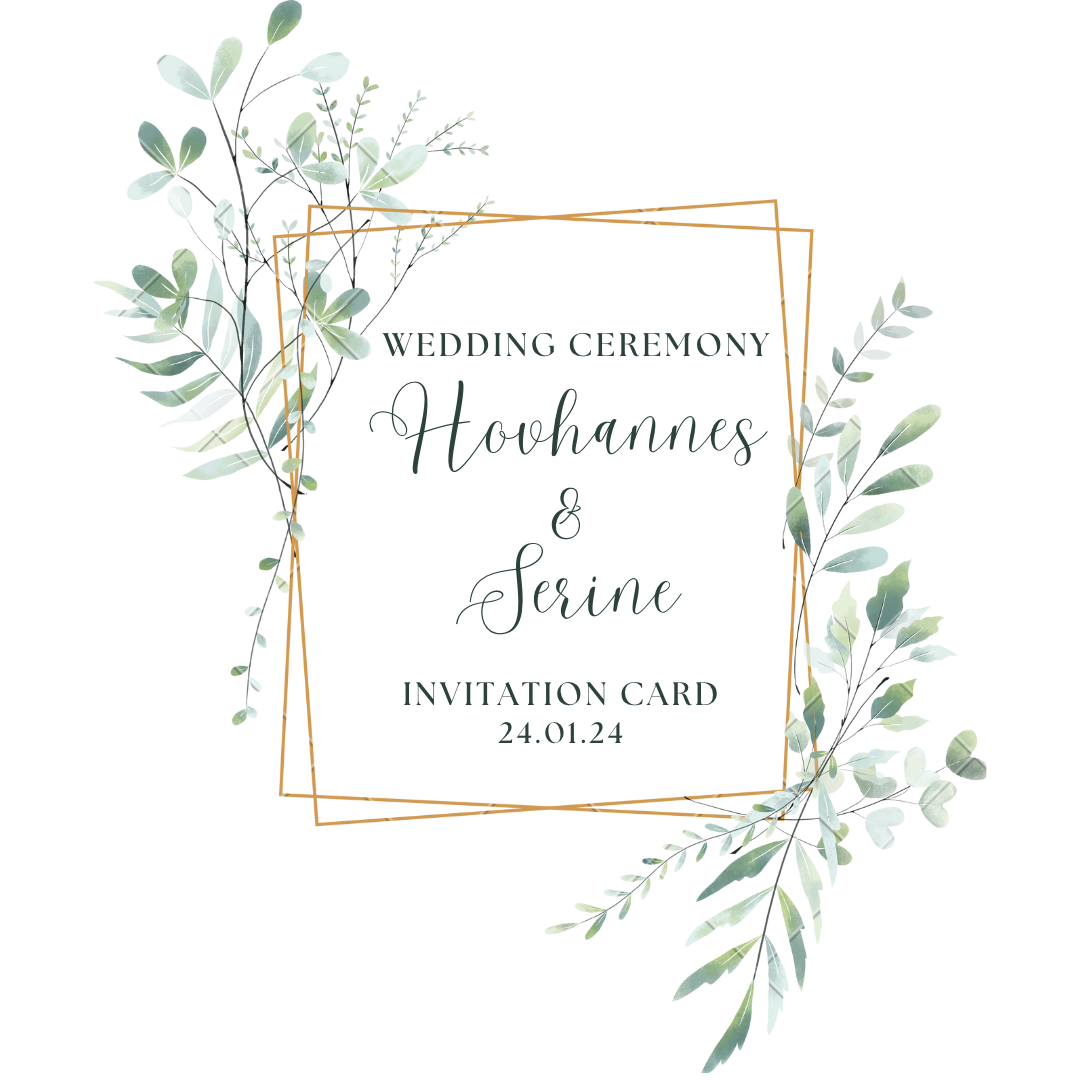 WEDDING CEREMONY
Hovhannes
&
Serine
INVITATION CARD
24.01.24